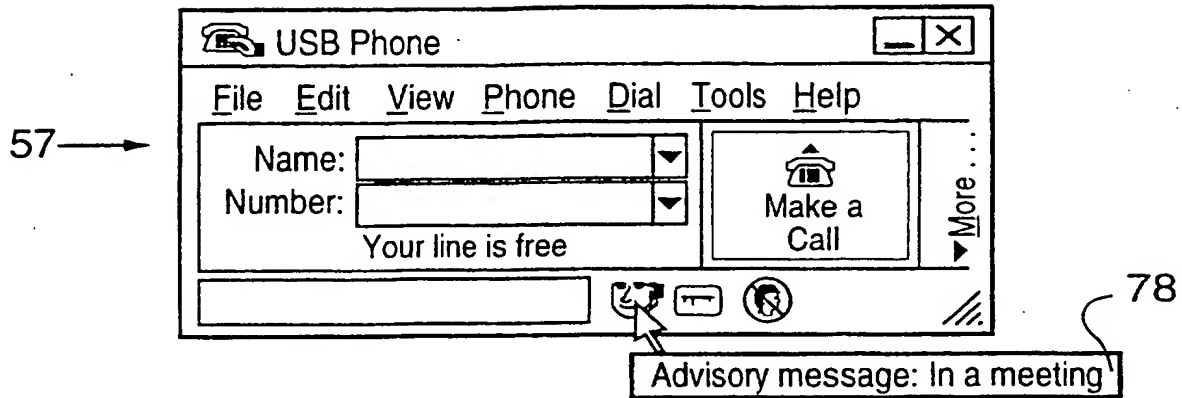 USB Phone
File Edit View Phone Dial Tools Help
57
Name:
Number:
Your line is free
Make a
Call
More....
78
Advisory message: In a meeting